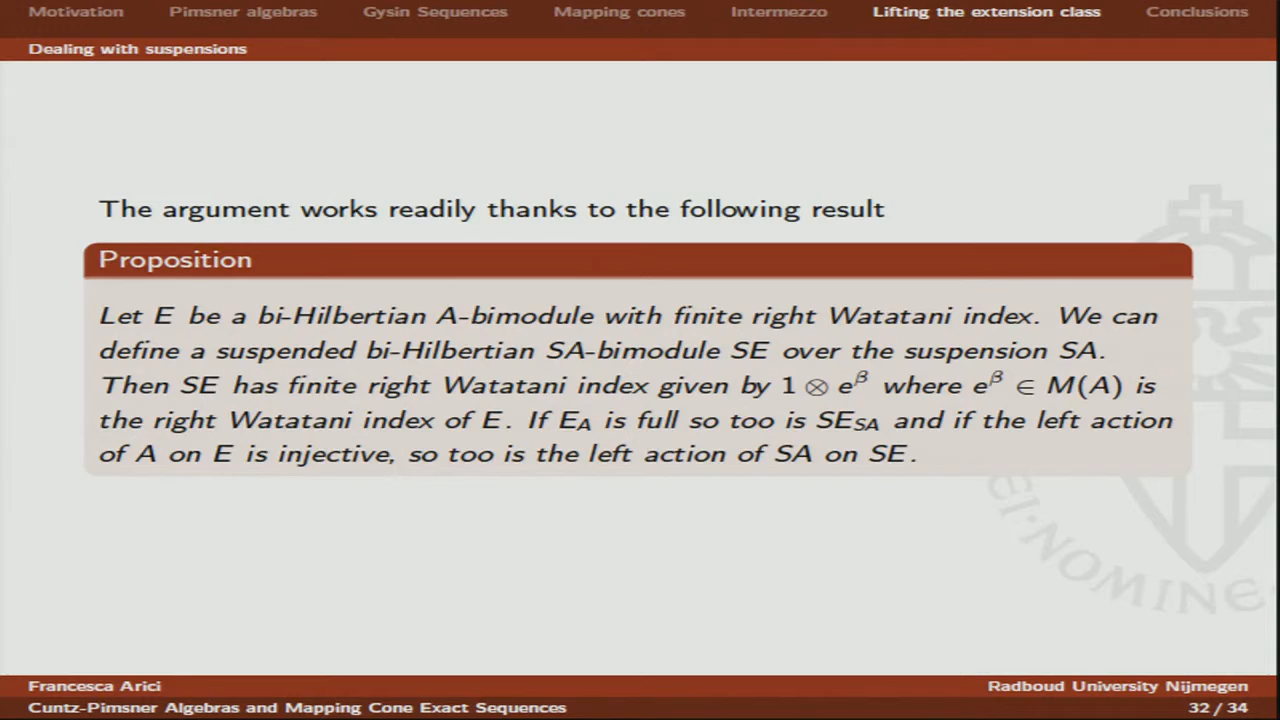 Motivation Pimsner algebras Gysin Sequences Mapping cones Intermezzo Lifting the extension class Conclusions
Dealing with suspensions
The argument works readily thanks to the following result
Proposition
Let E be a bi-Hilbertian A-bimodule with finite right Watatani index. We can
define a suspended bi-Hilbertian SA-bimodule SE over the suspension SA.
Then SE has finite right Watatani index given by 1 ⊗ e^β where e^β ∈ M(A) is
the right Watatani index of E. If E_A is full so too is SE_SA and if the left action
of A on E is injective, so too is the left action of SA on SE.
EI·NOMINE
Francesca Arici Radboud University Nijmegen
Cuntz-Pimsner Algebras and Mapping Cone Exact Sequences 32 / 34